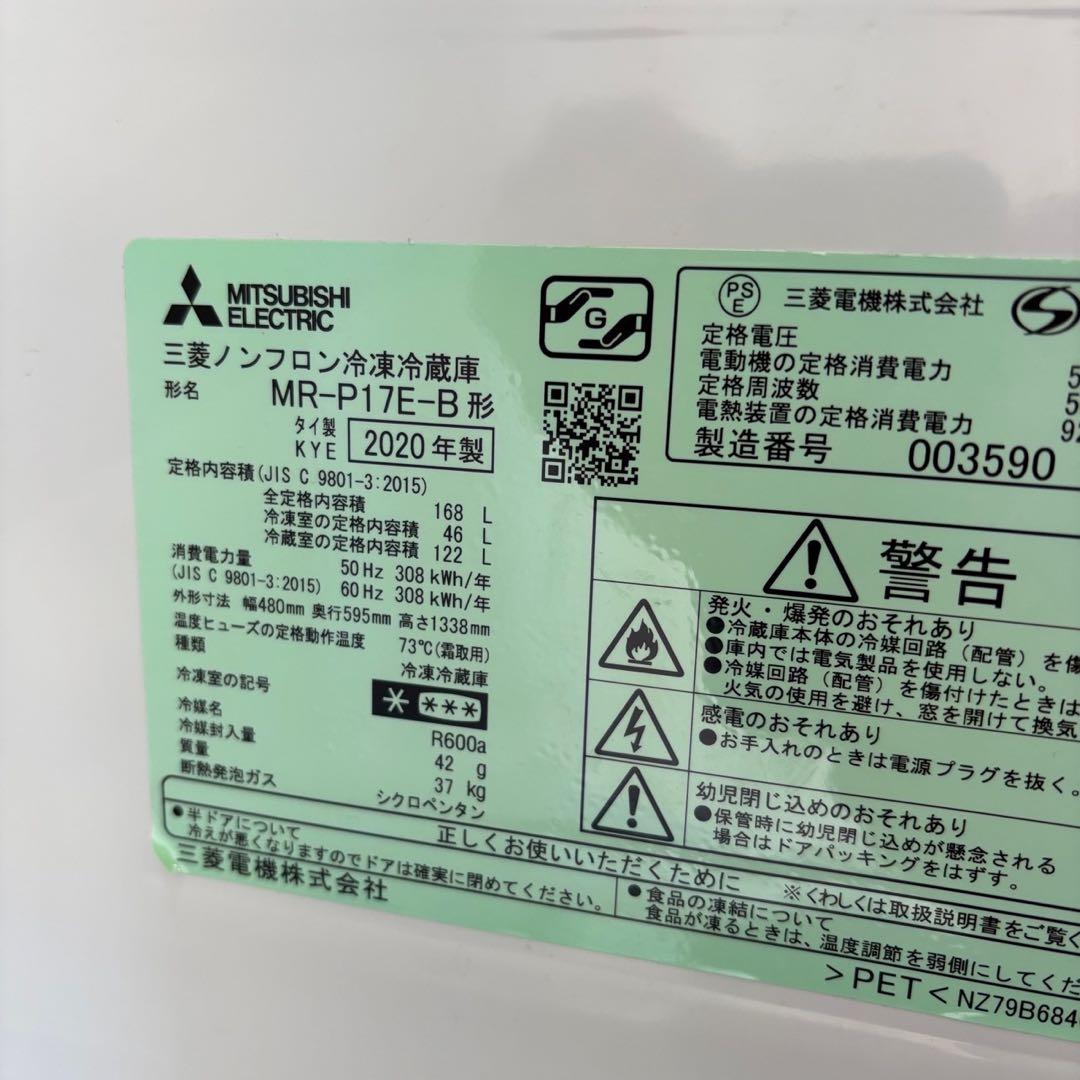 MITSUBISHI
ELECTRIC
三菱ノンフロン冷凍冷蔵庫
形名 MR-P17E-B 形
タイ製
KYE 2020 年製
定格内容積 (JIS C 9801-3:2015)
全定格内容積 168 L
冷凍室の定格内容積 46 L
冷蔵室の定格内容積 122 L
消費電力量 50 Hz 308 kWh/年
(JIS C 9801-3:2015) 60 Hz 308 kWh/年
外形寸法 幅480mm 奥行595mm 高さ1338mm
温度ヒューズの定格動作温度 73℃(霜取用)
種類 冷凍冷蔵庫
冷凍室の記号 * ***
冷媒名 R600a
冷媒封入量 42 g
質量 37 kg
断熱発泡ガス シクロペンタン
G
PS
E 三菱電機株式会社
定格電圧
電動機の定格消費電力
定格周波数
電熱装置の定格消費電力
製造番号 003590
警告
発火・爆発のおそれあり
●冷蔵庫本体の冷媒回路(配管)を傷
●庫内では電気製品を使用しない。
●冷媒回路(配管)を傷付けたときは
火気の使用を避け、窓を開けて換気
感電のおそれあり
●お手入れのときは電源プラグを抜く。
幼児閉じ込めのおそれあり
●保管時に幼児閉じ込が懸念される
場合はドアパッキングをはずす。
正しくお使いいただくために ※くわしくは取扱説明書をご覧く
●半ドアについて
冷えが悪くなりますのでドアは確実に閉めてください。
●食品の凍結について
食品が凍るときは、温度調節を弱側にしてくだ
三菱電機株式会社
>PET< NZ79B684